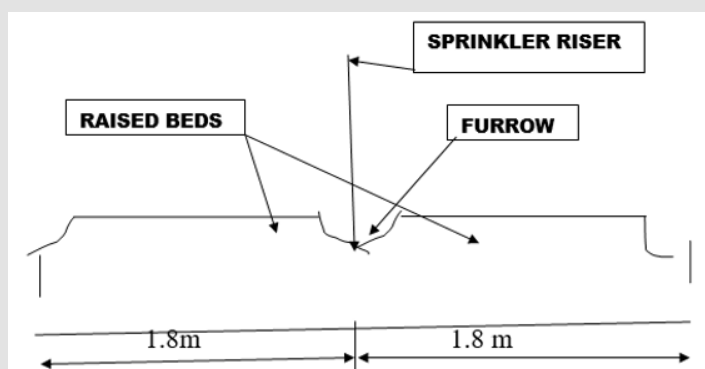 SPRINKLER RISER
RAISED BEDS
FURROW
1.8m
1.8 m